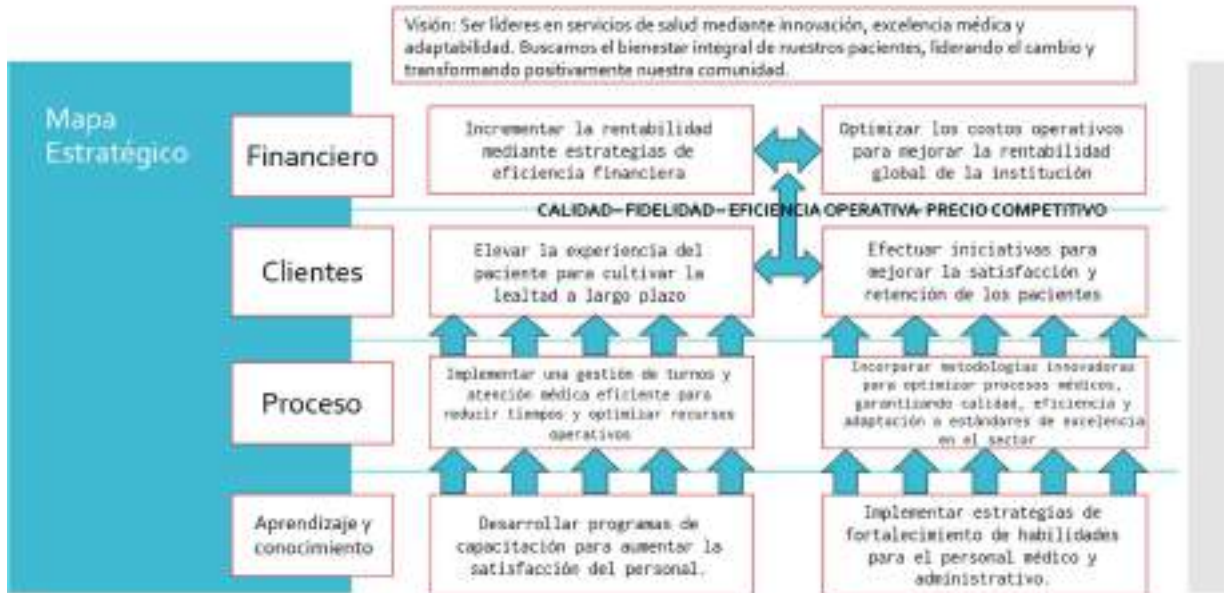 Visión: Ser líderes en servicios de salud mediante innovación, excelencia médica y
adaptabilidad. Buscamos el bienestar integral de nuestros pacientes, liderando el cambio y
transformando positivamente nuestra comunidad.
Mapa
Estratégico
Financiero
Incrementar la rentabilidad
mediante estrategias de
eficiencia financiera
Optimizar los costos operativos
para mejorar la rentabilidad
global de la institución
CALIDAD– FIDELIDAD– EFICIENCIA OPERATIVA- PRECIO COMPETITIVO
Clientes
Elevar la experiencia del
paciente para cultivar la
lealtad a largo plazo
Efectuar iniciativas para
mejorar la satisfacción y
retención de los pacientes
Proceso
Implementar una gestión de turnos y
atención médica eficiente para
reducir tiempos y optimizar recursos
operativos
Incorporar metodologías innovadoras
para optimizar procesos médicos,
garantizando calidad, eficiencia y
adaptación a estándares de excelencia
en el sector
Aprendizaje y
conocimiento
Desarrollar programas de
capacitación para aumentar la
satisfacción del personal.
Implementar estrategias de
fortalecimiento de habilidades
para el personal médico y
administrativo.